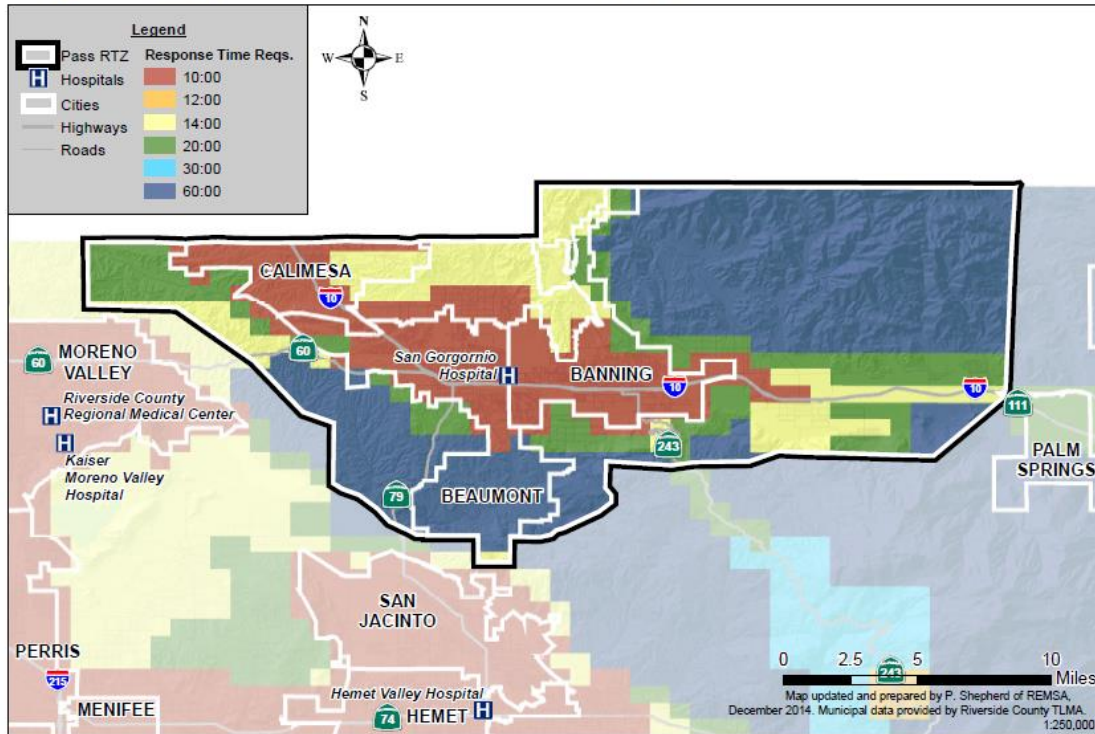 Legend
Pass RTZ
Hospitals
Cities
Highways
Roads
Response Time Reqs.
10:00
12:00
14:00
20:00
30:00
60:00
N
W E
S
H
CALIMESA
10
60
MORENO
VALLEY
60
San Gorgornio
Hospital
H
BANNING
10
10
111
Riverside County
Regional Medical Center
H
H
Kaiser
Moreno Valley
Hospital
243
PALM
SPRINGS
79
BEAUMONT
SAN
JACINTO
PERRIS
215
MENIFEE
Hemet Valley Hospital
H
74
HEMET
243
0 2.5 5 10
Miles
Map updated and prepared by P. Shepherd of REMSA,
December 2014. Municipal data provided by Riverside County TLMA.
1:250,000